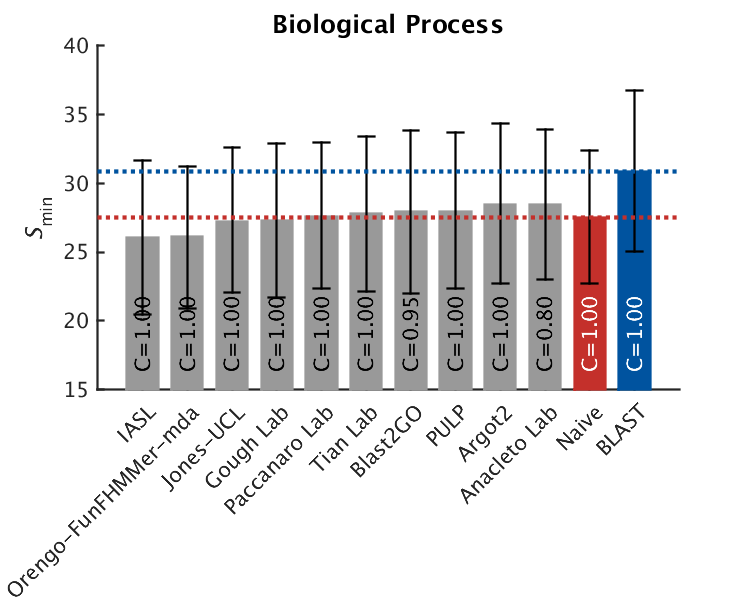 Biological Process
40
35
30
25
20
15
Smin
C=1.00
C=1.00
C=1.00
C=1.00
C=1.00
C=1.00
C=0.95
C=1.00
C=1.00
C=0.80
C=1.00
C=1.00
IASL
Orengo-FunFHMMer-mda
Jones-UCL
Gough Lab
Paccanaro Lab
Tian Lab
Blast2GO
PULP
Argot2
Anacleto Lab
Naive
BLAST